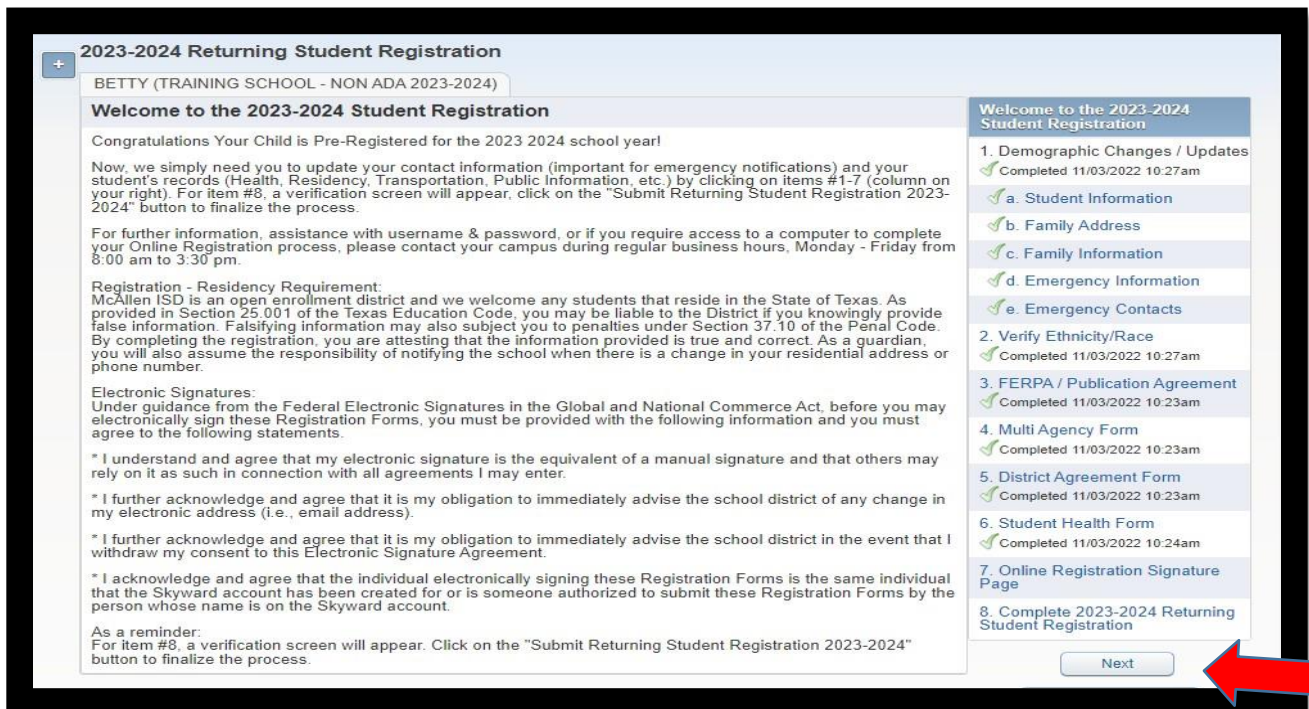 2023-2024 Returning Student Registration
+
BETTY (TRAINING SCHOOL - NON ADA 2023-2024)
Welcome to the 2023-2024 Student Registration
Congratulations Your Child is Pre-Registered for the 2023 2024 school year!
Now, we simply need you to update your contact information (important for emergency notifications) and your
student's records (Health, Residency, Transportation, Public Information, etc.) by clicking on items #1-7 (column on
your right). For item #8, a verification screen will appear, click on the "Submit Returning Student Registration 2023-
2024" button to finalize the process.
For further information, assistance with username & password, or if you require access to a computer to complete
your Online Registration process, please contact your campus during regular business hours, Monday - Friday from
8:00 am to 3:30 pm.
Registration - Residency Requirement:
McAllen ISD is an open enrollment district and we welcome any students that reside in the State of Texas. As
provided in Section 25.001 of the Texas Education Code, you may be liable to the District if you knowingly provide
false information. Falsifying information may also subject you to penalties under Section 37.10 of the Penal Code.
By completing the registration, you are attesting that the information provided is true and correct. As a guardian,
you will also assume the responsibility of notifying the school when there is a change in your residential address or
phone number.
Electronic Signatures:
Under guidance from the Federal Electronic Signatures in the Global and National Commerce Act, before you may
electronically sign these Registration Forms, you must be provided with the following information and you must
agree to the following statements.
* I understand and agree that my electronic signature is the equivalent of a manual signature and that others may
rely on it as such in connection with all agreements I may enter.
* I further acknowledge and agree that it is my obligation to immediately advise the school district of any change in
my electronic address (i.e., email address).
* I further acknowledge and agree that it is my obligation to immediately advise the school district in the event that I
withdraw my consent to this Electronic Signature Agreement.
* I acknowledge and agree that the individual electronically signing these Registration Forms is the same individual
that the Skyward account has been created for or is someone authorized to submit these Registration Forms by the
person whose name is on the Skyward account.
As a reminder:
For item #8, a verification screen will appear. Click on the "Submit Returning Student Registration 2023-2024"
button to finalize the process.
Welcome to the 2023-2024
Student Registration
1. Demographic Changes / Updates
Completed 11/03/2022 10:27am
a. Student Information
b. Family Address
c. Family Information
d. Emergency Information
e. Emergency Contacts
2. Verify Ethnicity/Race
Completed 11/03/2022 10:27am
3. FERPA / Publication Agreement
Completed 11/03/2022 10:23am
4. Multi Agency Form
Completed 11/03/2022 10:23am
5. District Agreement Form
Completed 11/03/2022 10:23am
6. Student Health Form
Completed 11/03/2022 10:24am
7. Online Registration Signature
Page
8. Complete 2023-2024 Returning
Student Registration
Next